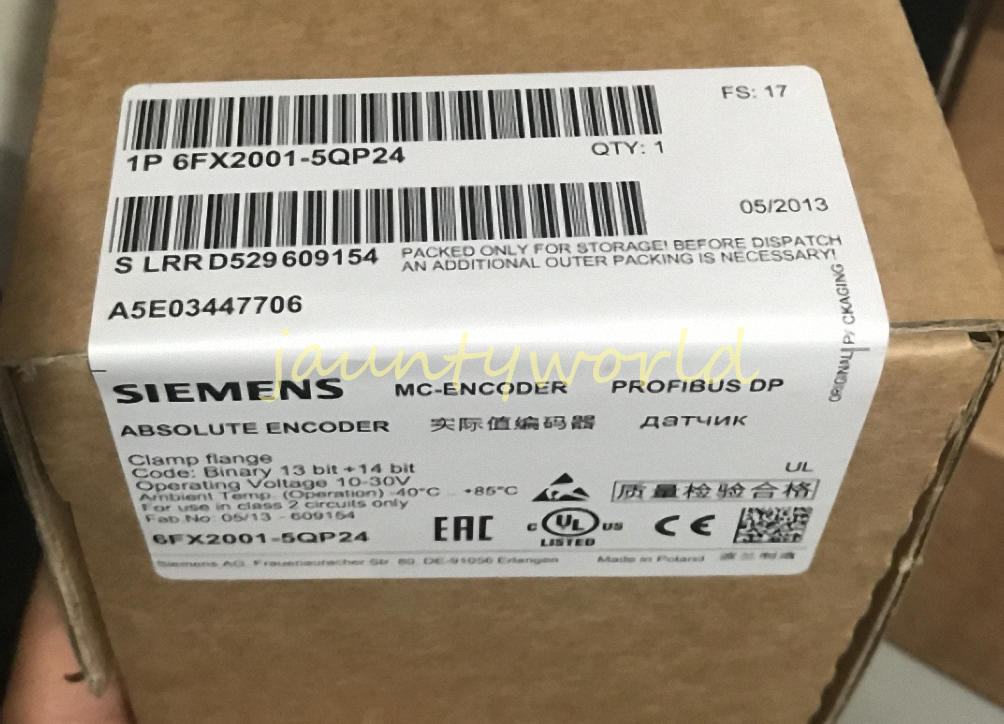 FS: 17
1P 6FX2001-5QP24
QTY: 1
05/2013
S LRR D529609154
PACKED ONLY FOR STORAGE! BEFORE DISPATCH
AN ADDITIONAL OUTER PACKING IS NECESSARY!
A5E03447706
ORIGINAL PACKAGING
jauntyworld
SIEMENS MC-ENCODER PROFIBUS DP
ABSOLUTE ENCODER 实际值编码器 датчик
Clamp flange
Code: Binary 13 bit +14 bit
Operating Voltage 10-30V
Ambient Temp. (Operation) -40°C ... +85°C
For use in class 2 circuits only
Fab.No: 05/13 - 609154
6FX2001-5QP24
UL
质量检验合格
EAC
C UL US
LISTED
CE
Siemens AG, Frauenauracher Str. 80, DE-91056 Erlangen
Made in Poland 波兰制造